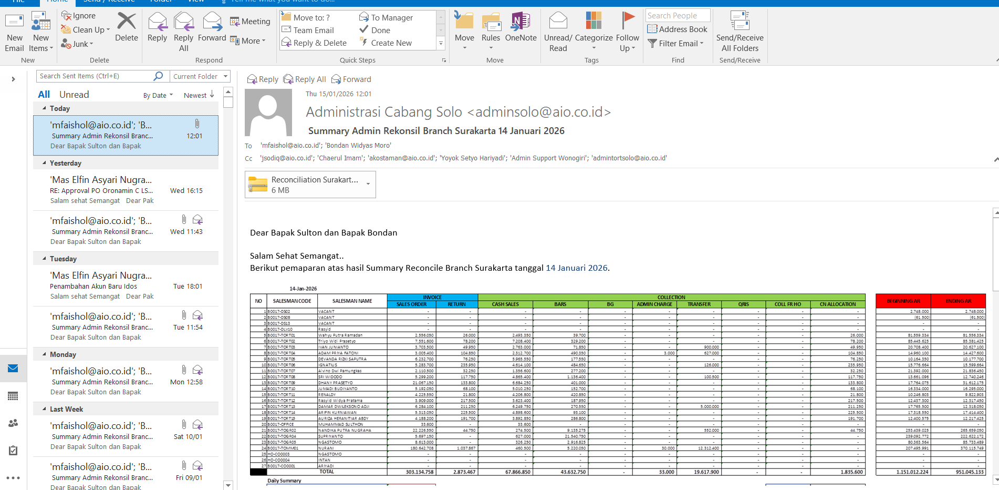 File Home Send / Receive Folder View Tell me what you want to do...
New Email
New Items
New
Ignore
Clean Up
Junk
Delete
Delete
Reply
Reply All
Forward
Meeting
More
Respond
Move to: ?
Team Email
Reply & Delete
To Manager
Done
Create New
Quick Steps
Move
Rules
OneNote
Move
Unread/ Read
Categorize
Follow Up
Tags
Search People
Address Book
Filter Email
Find
Send/Receive All Folders
Send/Receive
Search Sent Items (Ctrl+E) Current Folder
All Unread By Date Newest
Today
'mfaishol@aio.co.id'; 'B...
Summary Admin Rekonsil Branc... 12:01
Dear Bapak Sulton dan Bapak
Yesterday
'Mas Elfin Asyari Nugra...
RE: Approval PO Oronamin C LS... Wed 16:15
Salam sehat Semangat Dear Pak
'mfaishol@aio.co.id'; 'B...
Summary Admin Rekonsil Branc... Wed 11:43
Dear Bapak Sulton dan Bapak
Tuesday
'Mas Elfin Asyari Nugra...
Penambahan Akun Baru Idos Tue 18:01
Salam sehat Semangat Dear Pak
'mfaishol@aio.co.id'; 'B...
Summary Admin Rekonsil Branc... Tue 11:54
Dear Bapak Sulton dan Bapak
Monday
'mfaishol@aio.co.id'; 'B...
Summary Admin Rekonsil Branc... Mon 12:58
Dear Bapak Sulton dan Bapak
Last Week
'mfaishol@aio.co.id'; 'B...
Summary Admin Rekonsil Branc... Sat 10/01
Dear Bapak Sulton dan Bapak
'mfaishol@aio.co.id'; 'B...
Summary Admin Rekonsil Branc... Fri 09/01
Dear Bapak Sulton dan Bapak
Reply Reply All Forward
Thu 15/01/2026 12:01
Administrasi Cabang Solo <adminsolo@aio.co.id>
Summary Admin Rekonsil Branch Surakarta 14 Januari 2026
To 'mfaishol@aio.co.id'; 'Bondan Widyas Moro'
Cc 'jsodiq@aio.co.id'; 'Chaerul Imam'; 'akostaman@aio.co.id'; 'Yoyok Setyo Hariyadi'; 'Admin Support Wonogiri'; 'admintortsolo@aio.co.id'
Reconciliation Surakart...
6 MB
Dear Bapak Sulton dan Bapak Bondan
Salam Sehat Semangat..
Berikut pemaparan atas hasil Summary Reconcile Branch Surakarta tanggal 14 Januari 2026.
14-Jan-2026
NO SALESMAN CODE SALESMAN NAME INVOICE COLLECTION BEGINNING AR ENDING AR
SALES ORDER RETURN CASH SALES BARS BG ADMIN CHARGE TRANSFER QRIS COLL FR HO CN ALLOCATION
1 B0017-DS02 VACANT - - - - - - - - - - 2.748.000 2.748.000
2 B0017-DS08 VACANT - - - - - - - - - - (61.500) (61.500)
3 B0017-DS13 VACANT - - - - - - - - - - - -
4 B0017-DLV10 Rasyid - - - - - - - - - - - -
5 B0017-TORT01 Wahyu Putra Ramadan 2.556.050 26.000 2.493.350 39.700 - - - - - 26.000 81.559.334 81.556.334
6 B0017-TORT02 Triyo Widi Prasetyo 7.551.600 78.200 7.208.400 329.200 - - - - - 78.200 85.445.625 85.381.425
7 B0017-TORT03 IVAN JUNIANTO 3.703.500 49.950 2.763.000 71.850 - - 900.000 - - 49.950 20.708.400 20.627.100
8 B0017-TORT04 ADAM PRIYA FATONI 3.005.400 104.850 2.312.700 490.350 - 3.000 627.000 - - 104.850 14.960.100 14.427.600
9 B0017-TORT05 DEVANDA RIZKI SAPUTRA 6.232.700 76.250 5.965.550 177.550 - - - - - 76.250 10.164.350 10.177.700
10 B0017-TORT06 IGNATIUS 5.283.700 235.950 4.614.100 484.650 - - 126.000 - - 235.950 15.776.664 15.599.664
11 B0017-TORT07 Alvino Dwi Pamungkas 2.110.500 32.250 1.356.600 277.200 - - - - - 32.250 21.392.000 21.836.450
12 B0017-TORT08 SRI WIDODO 5.299.200 117.750 4.865.400 1.136.400 - - 100.500 - - 117.750 13.661.096 12.740.246
13 B0017-TORT09 DHANY PRASETYO 21.067.150 133.800 6.684.250 401.000 - - - - - 133.800 17.764.075 31.612.175
14 B0017-TORT10 JUMADI BUDIYANTO 5.192.050 68.100 5.010.250 152.700 - - - - - 68.100 16.334.000 16.295.000
15 B0017-TORT11 RENALDY 4.225.550 21.800 4.206.800 420.850 - - - - - 21.800 10.246.803 9.822.903
16 B0017-TORT12 Rasyiid Widya Pratama 3.909.000 217.500 3.623.400 187.950 - - - - - 217.500 12.437.300 12.317.450
17 B0017-TORT13 DAMAR DWILEKSONO ADJI 6.284.100 211.250 6.249.750 270.550 - - 5.000.000 - - 211.250 17.765.500 12.318.050
18 B0017-TORT14 ARIFIN KURNIAWAN 5.313.050 225.500 4.898.600 93.100 - - - - - 225.500 17.318.550 17.414.400
19 B0017-TORT15 AURIZA HERANITIAR ABDY 4.188.200 191.700 3.892.850 286.800 - - - - - 191.700 12.400.575 12.217.425
20 B0017-OFFICE MUHAMMAD SULTHON 33.600 - 33.600 - - - - - - - - -
21 B0017-TOGR02 NANDIKA PUTRA NUGRAHA 22.226.550 44.750 274.500 9.135.275 - - 552.000 - - 44.750 253.439.025 265.659.050
22 B0017-TOGR04 SUPRIYANTO 5.697.150 - 627.000 21.540.750 - - - - - - 239.092.772 222.622.172
23 B0017-TOGR05 NGASTOMO 8.613.000 - 326.250 2.916.825 - - - - - - 80.363.564 85.733.489
24 B0017-TOMM01 NURANI 180.642.708 1.037.867 460.500 5.220.050 - 30.000 12.312.400 - - - 207.495.991 370.115.749
25 HO-CO0003 NGASTOMO - - - - - - - - - - - -
26 HO-CO0004 INTAN - - - - - - - - - - - -
27 B0017-CO0001 ARIYADI - - - - - - - - - - - -
TOTAL 303.134.758 2.873.467 67.866.850 43.632.750 - 33.000 19.617.900 - - 1.835.600 1.151.012.224 951.045.133
Daily Summary